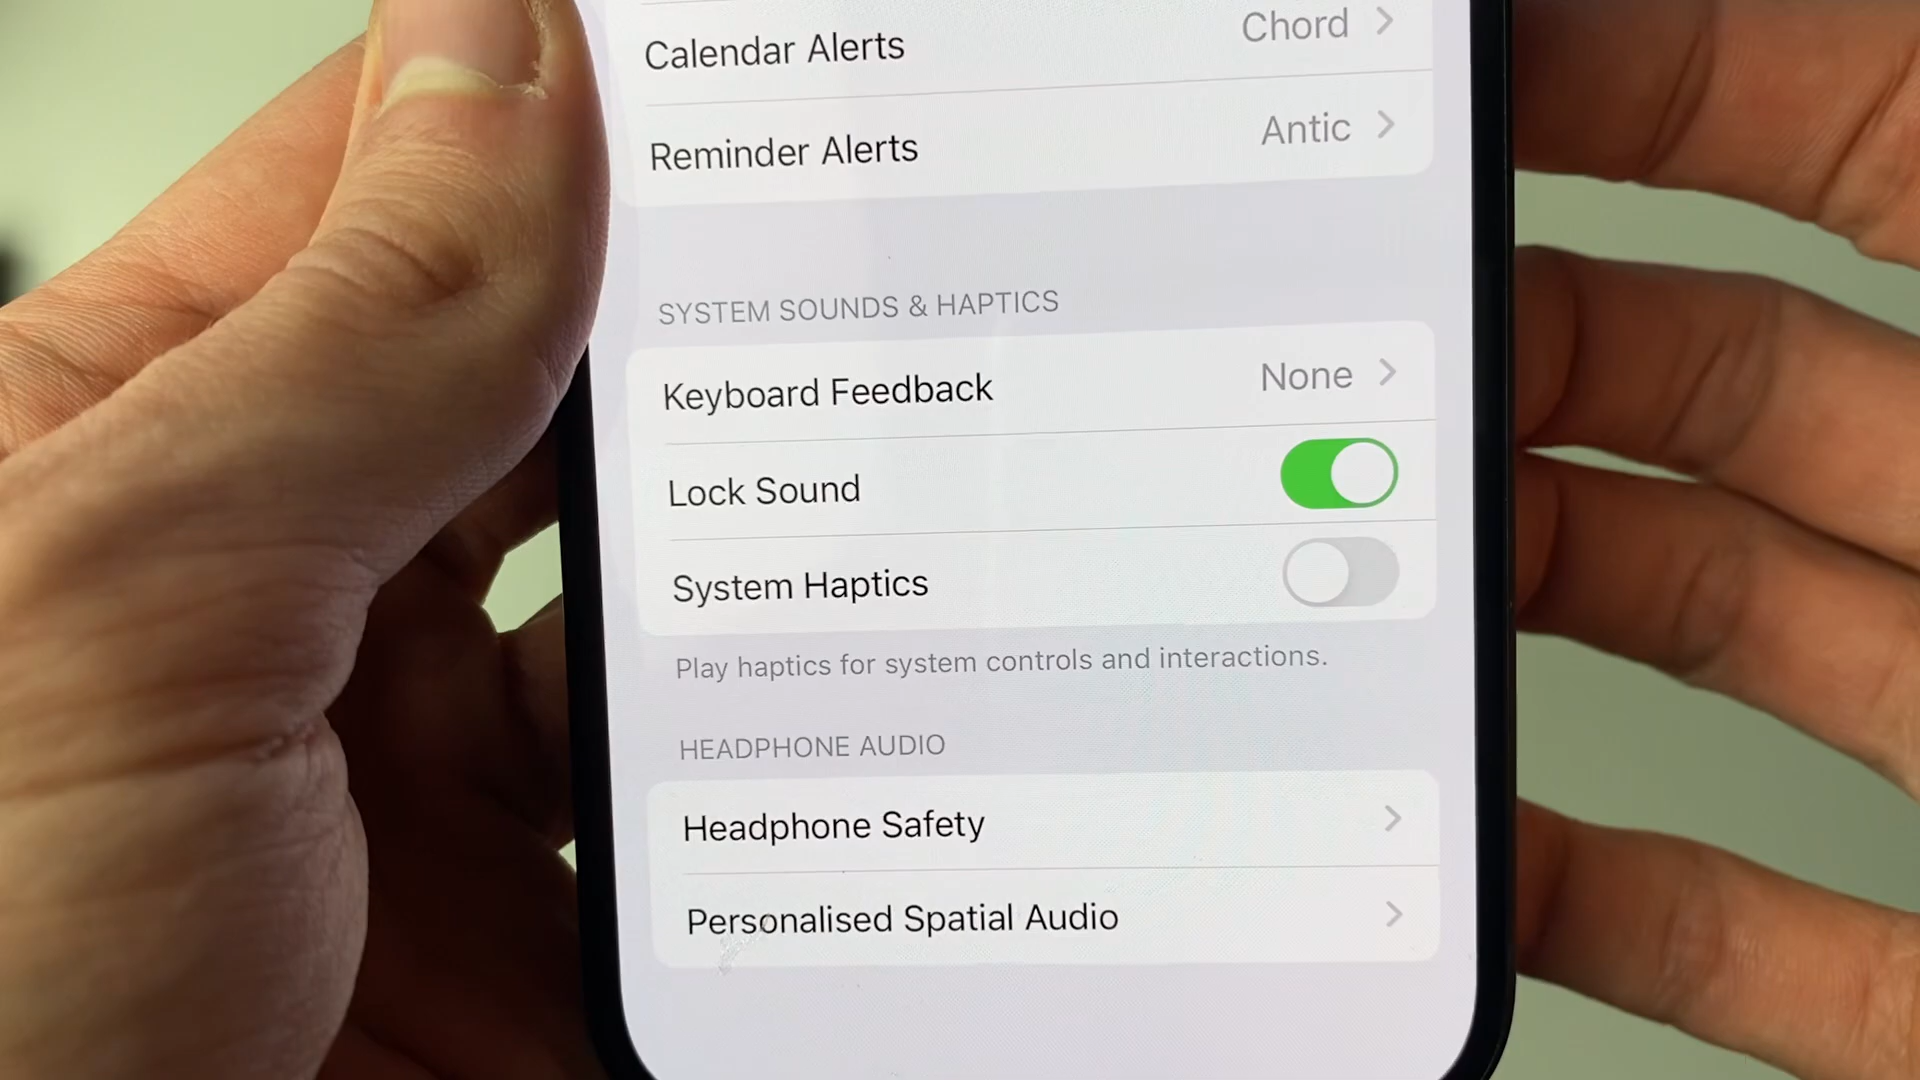 Calendar Alerts Chord
Reminder Alerts Antic
SYSTEM SOUNDS & HAPTICS
Keyboard Feedback None
Lock Sound
System Haptics
Play haptics for system controls and interactions.
HEADPHONE AUDIO
Headphone Safety
Personalised Spatial Audio